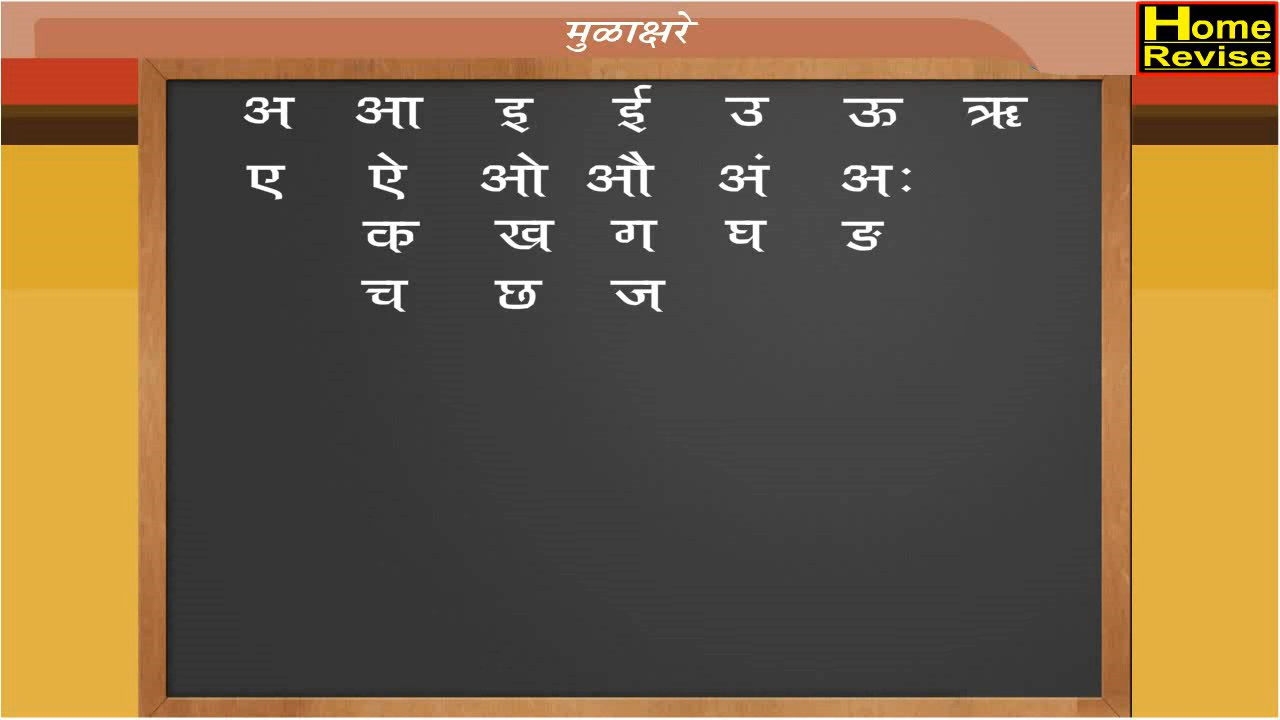 मुळाक्षरे
Home
Revise
अ आ इ ई उ ऊ ऋ
ए ऐ ओ औ अं अः
क ख ग घ ङ
च छ ज